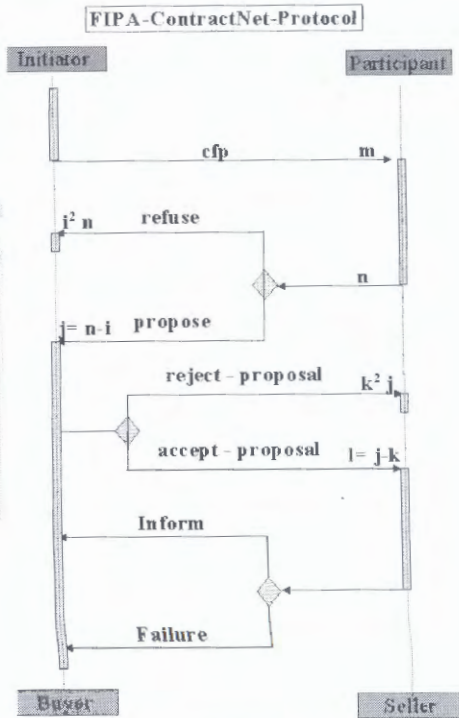 FIPA-ContractNet-Protocol
Initiator
Participant
cfp m
i² n refuse
n
j= n-i propose
reject - proposal k² j
accept - proposal l= j-k
Inform
Failure
Buyer
Seller